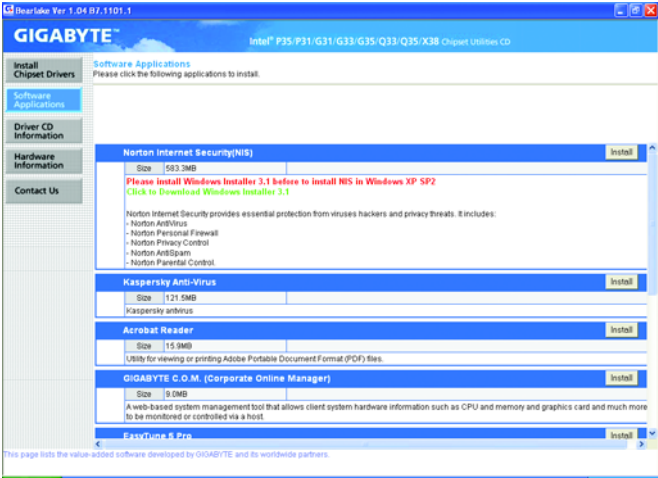 Bearlake Ver 1.04 B7.1101.1
GIGABYTE™
Intel® P35/P31/G31/G33/G35/Q33/Q35/X38 Chipset Utilities CD
Install
Chipset Drivers
Software
Applications
Driver CD
Information
Hardware
Information
Contact Us
Software Applications
Please click the following applications to install.
Norton Internet Security(NIS)
Install
Size 583.3MB
Please install Windows Installer 3.1 before to install NIS in Windows XP SP2
Click to Download Windows Installer 3.1
Norton Internet Security provides essential protection from viruses hackers and privacy threats. It includes:
- Norton AntiVirus
- Norton Personal Firewall
- Norton Privacy Control
- Norton AntiSpam
- Norton Parental Control.
Kaspersky Anti-Virus
Install
Size 121.5MB
Kaspersky antvirus
Acrobat Reader
Install
Size 15.9MB
Utility for viewing or printing Adobe Portable Document Format (PDF) files.
GIGABYTE C.O.M. (Corporate Online Manager)
Install
Size 9.0MB
A web-based system management tool that allows client system hardware information such as CPU and memory and graphics card and much more
to be monitored or controlled via a host.
EasyTune 5 Pro
Install
This page lists the value-added software developed by GIGABYTE and its worldwide partners.